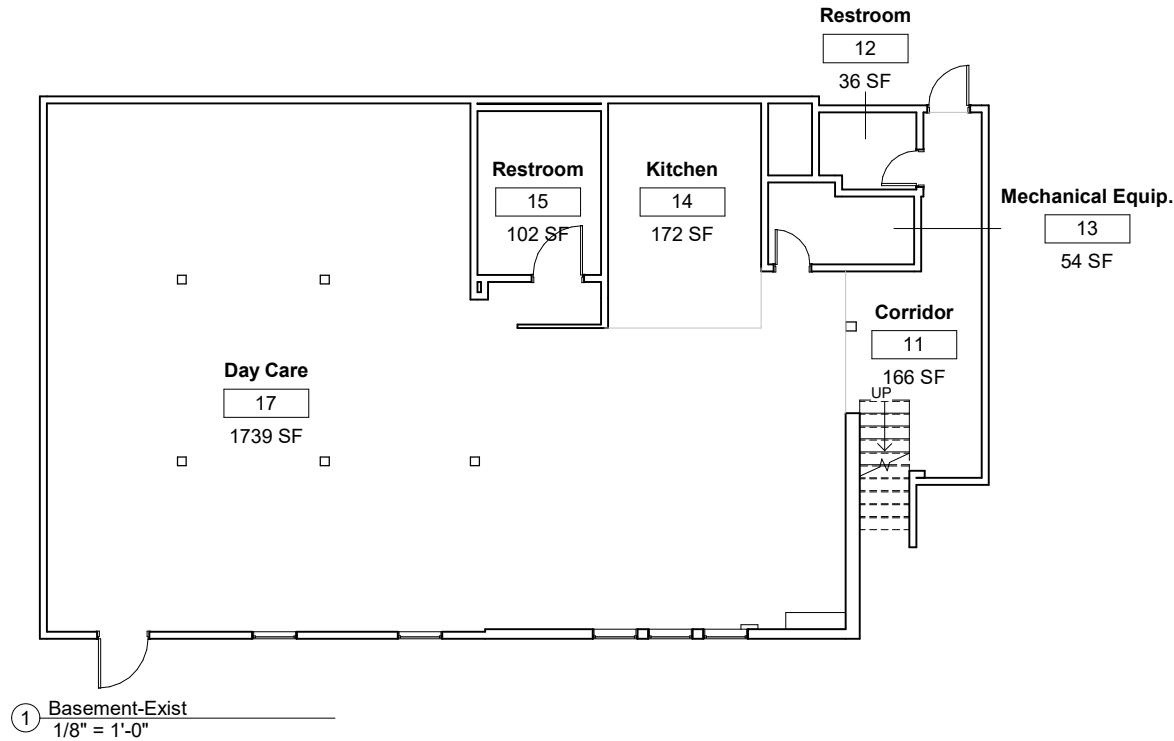 Restroom
12
36 SF
Restroom
15
102 SF
Kitchen
14
172 SF
Mechanical Equip.
13
54 SF
Corridor
11
166 SF
UP
Day Care
17
1739 SF
1
Basement-Exist
1/8" = 1'-0"